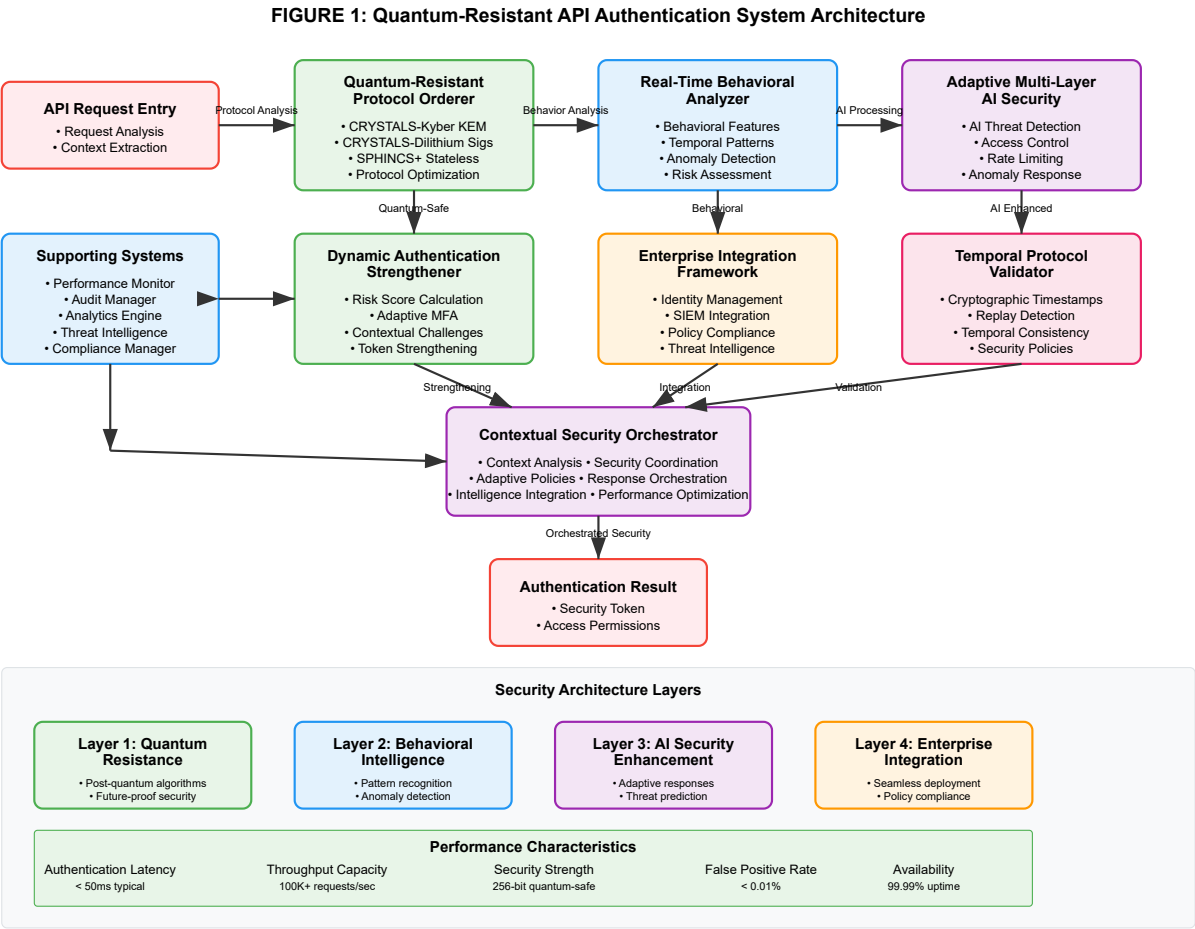 FIGURE 1: Quantum-Resistant API Authentication System Architecture
API Request Entry
• Request Analysis
• Context Extraction
Protocol Analysis
Quantum-Resistant
Protocol Orderer
• CRYSTALS-Kyber KEM
• CRYSTALS-Dilithium Sigs
• SPHINCS+ Stateless
• Protocol Optimization
Behavior Analysis
Real-Time Behavioral
Analyzer
• Behavioral Features
• Temporal Patterns
• Anomaly Detection
• Risk Assessment
AI Processing
Adaptive Multi-Layer
AI Security
• AI Threat Detection
• Access Control
• Rate Limiting
• Anomaly Response
Quantum-Safe
Behavioral
AI Enhanced
Supporting Systems
• Performance Monitor
• Audit Manager
• Analytics Engine
• Threat Intelligence
• Compliance Manager
Dynamic Authentication
Strengthener
• Risk Score Calculation
• Adaptive MFA
• Contextual Challenges
• Token Strengthening
Enterprise Integration
Framework
• Identity Management
• SIEM Integration
• Policy Compliance
• Threat Intelligence
Temporal Protocol
Validator
• Cryptographic Timestamps
• Replay Detection
• Temporal Consistency
• Security Policies
Strengthening
Integration
Validation
Contextual Security Orchestrator
• Context Analysis • Security Coordination
• Adaptive Policies • Response Orchestration
• Intelligence Integration • Performance Optimization
Orchestrated Security
Authentication Result
• Security Token
• Access Permissions
Security Architecture Layers
Layer 1: Quantum
Resistance
• Post-quantum algorithms
• Future-proof security
Layer 2: Behavioral
Intelligence
• Pattern recognition
• Anomaly detection
Layer 3: AI Security
Enhancement
• Adaptive responses
• Threat prediction
Layer 4: Enterprise
Integration
• Seamless deployment
• Policy compliance
Performance Characteristics
Authentication Latency
< 50ms typical
Throughput Capacity
100K+ requests/sec
Security Strength
256-bit quantum-safe
False Positive Rate
< 0.01%
Availability
99.99% uptime